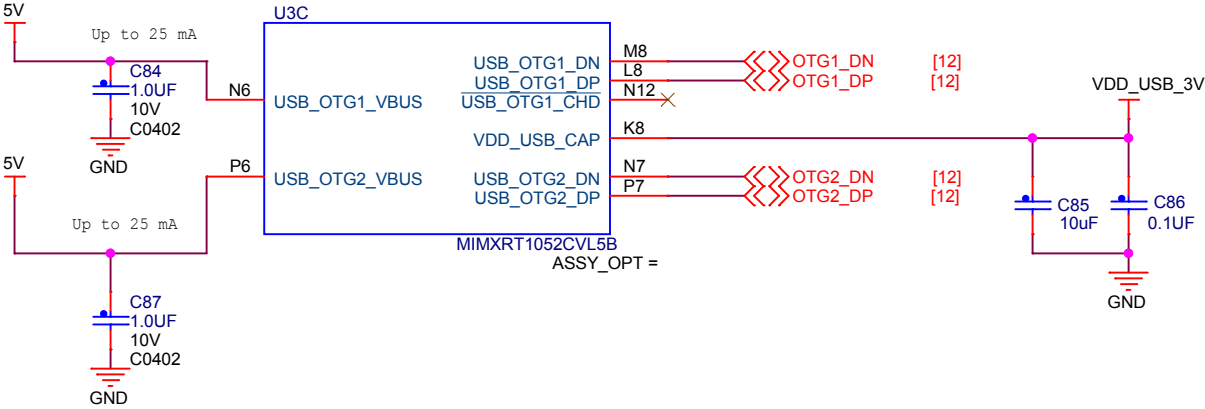 5V
Up to 25 mA
C84
1.0UF
10V
C0402
GND
5V
Up to 25 mA
C87
1.0UF
10V
C0402
GND
U3C
N6
USB_OTG1_VBUS
P6
USB_OTG2_VBUS
USB_OTG1_DN
M8
OTG1_DN [12]
USB_OTG1_DP
L8
OTG1_DP [12]
USB_OTG1_CHD
N12
VDD_USB_CAP
K8
USB_OTG2_DN
N7
OTG2_DN [12]
USB_OTG2_DP
P7
OTG2_DP [12]
MIMXRT1052CVL5B
ASSY_OPT =
VDD_USB_3V
C85
10uF
C86
0.1UF
GND